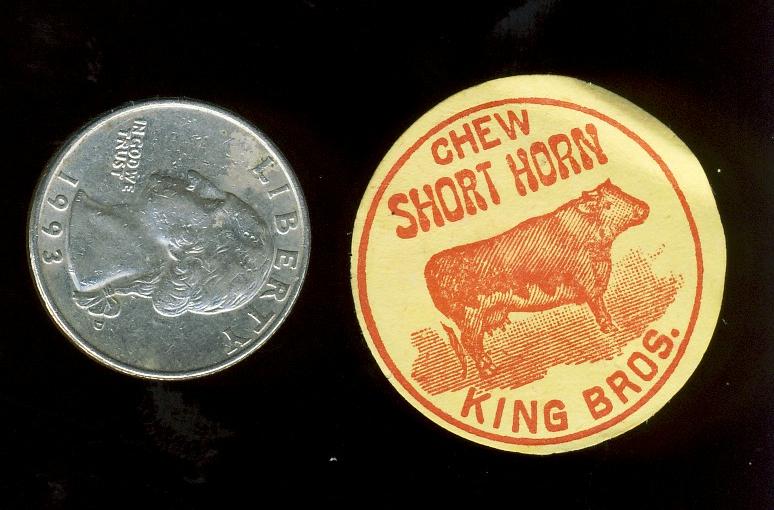 LIBERTY
IN GOD WE
TRUST
1993
D
CHEW
SHORT HORN
KING BROS.